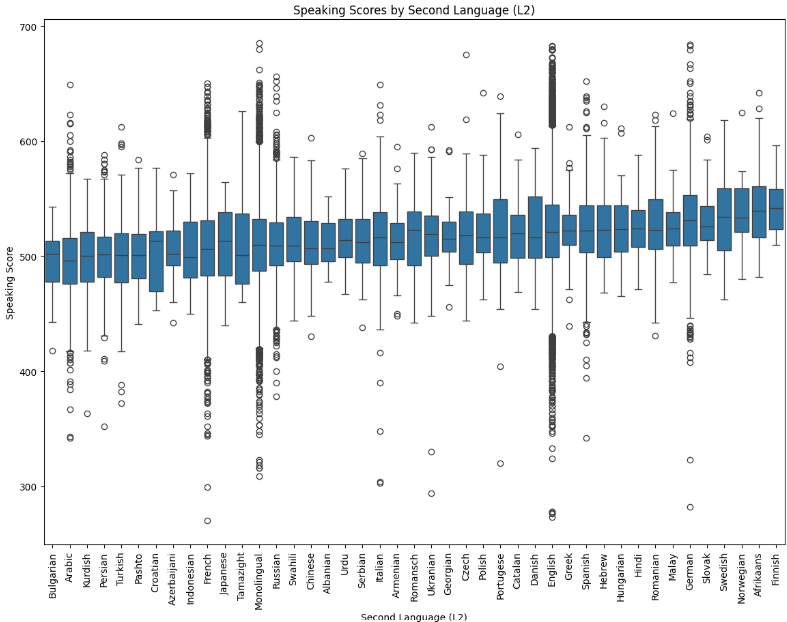 Speaking Scores by Second Language (L2)
700
600
500
400
300
Speaking Score
Bulgarian
Arabic
Kurdish
Persian
Turkish
Pashto
Croatian
Azerbaijani
Indonesian
French
Japanese
Tamazight
Monolingual
Russian
Swahili
Chinese
Albanian
Urdu
Serbian
Italian
Armenian
Romansch
Ukranian
Georgian
Czech
Polish
Portugese
Catalan
Danish
English
Greek
Spanish
Hebrew
Hungarian
Hindi
Romanian
Malay
German
Slovak
Swedish
Norwegian
Afrikaans
Finnish
Second Language (L2)